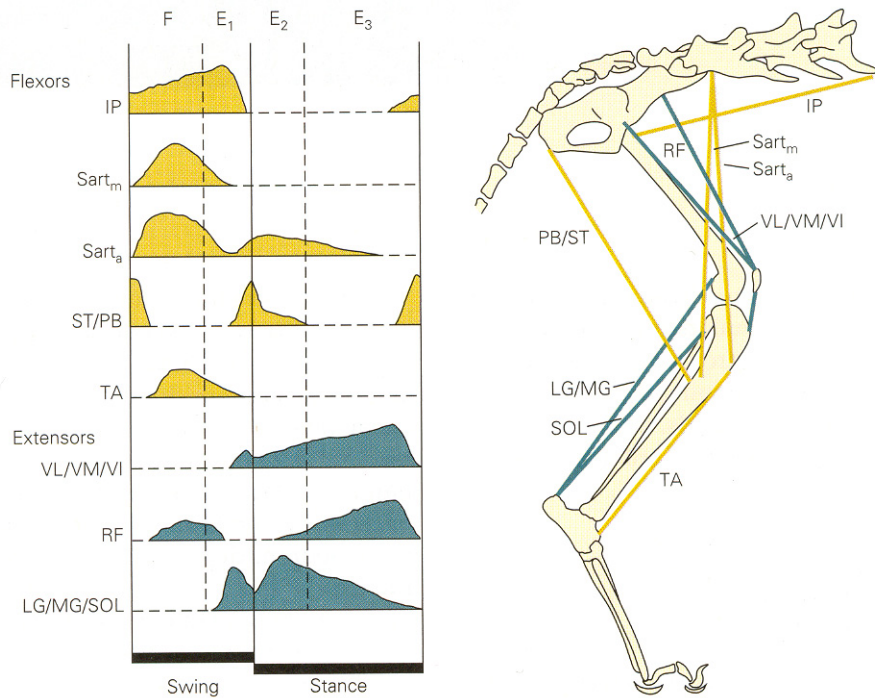 F E₁ E₂ E₃
Flexors
IP
Sartₘ
Sartₐ
ST/PB
TA
Extensors
VL/VM/VI
RF
LG/MG/SOL
Swing Stance
IP
RF
Sartₘ
Sartₐ
VL/VM/VI
PB/ST
LG/MG
SOL
TA